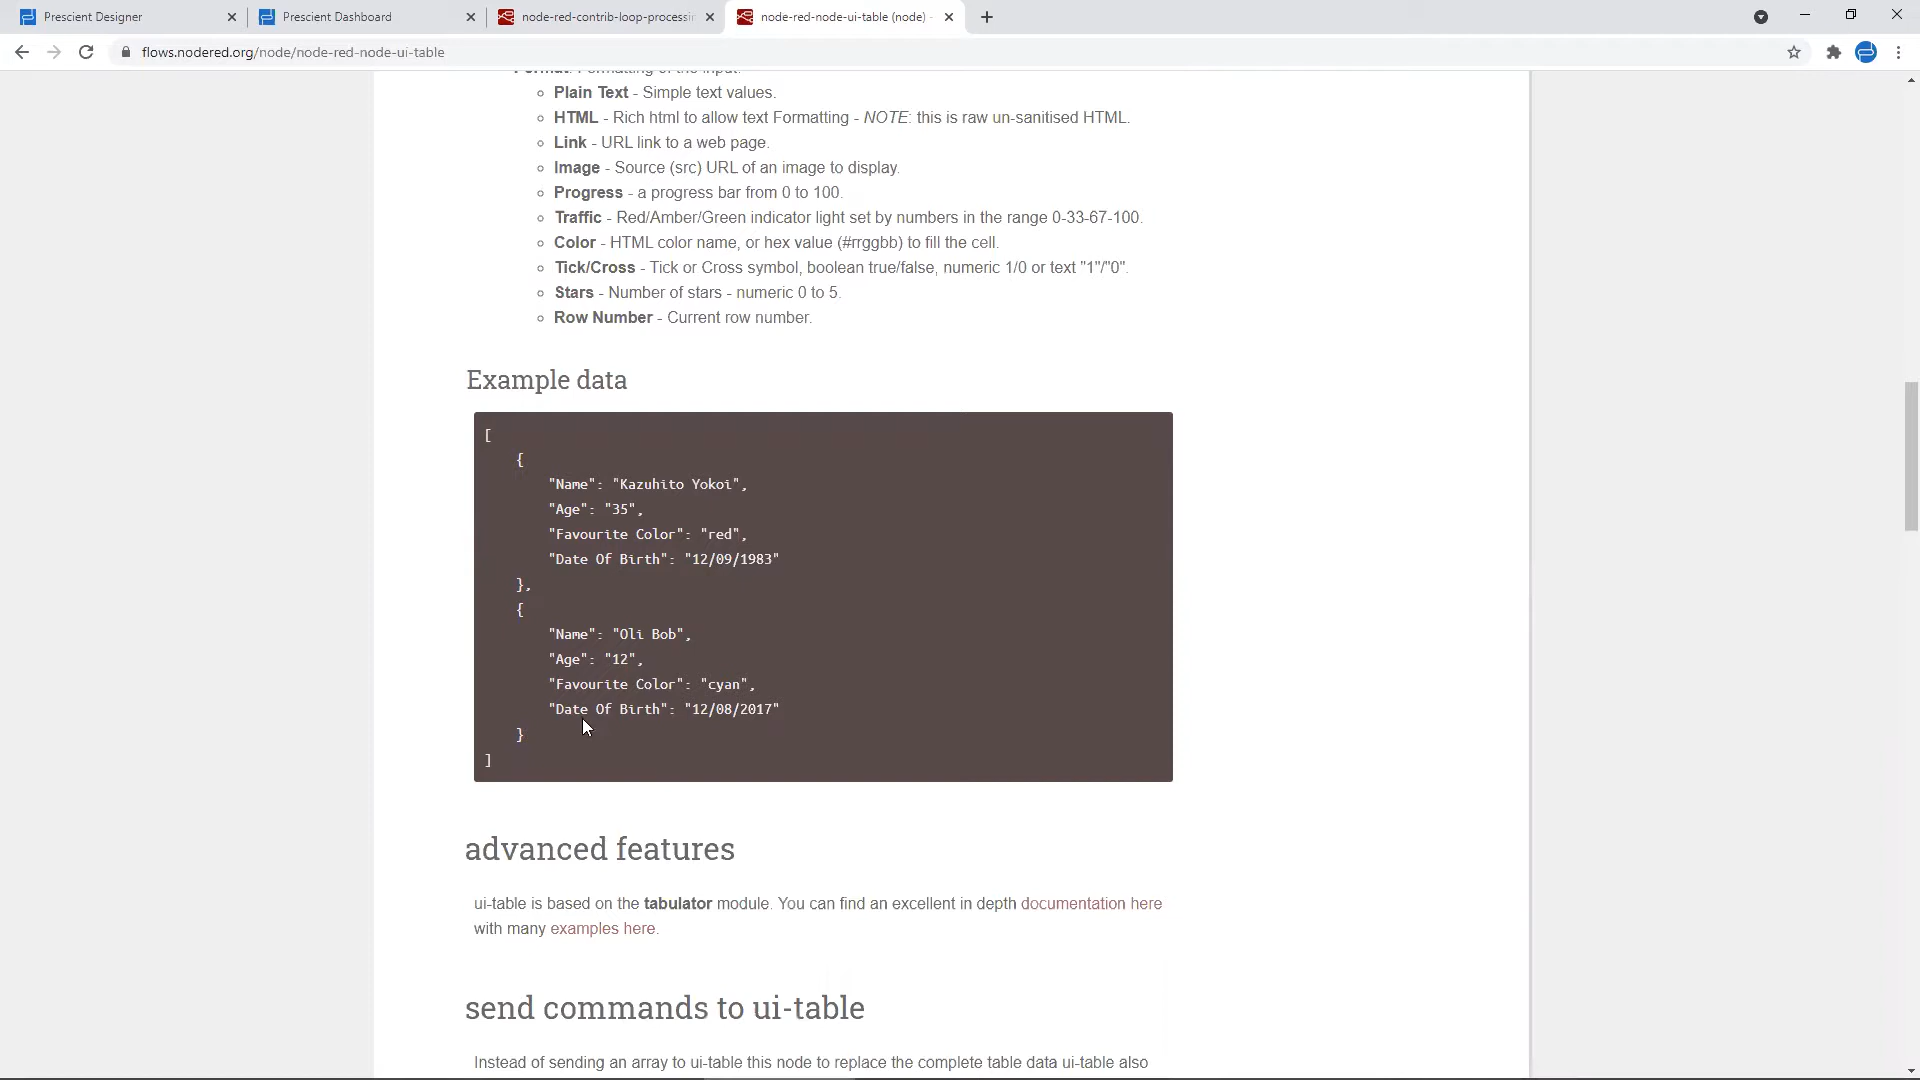 Prescient Designer
Prescient Dashboard
node-red-contrib-loop-processin
node-red-node-ui-table (node) -
flows.nodered.org/node/node-red-node-ui-table
Format: Formatting of the input.
Plain Text - Simple text values.
HTML - Rich html to allow text Formatting - NOTE: this is raw un-sanitised HTML.
Link - URL link to a web page.
Image - Source (src) URL of an image to display.
Progress - a progress bar from 0 to 100.
Traffic - Red/Amber/Green indicator light set by numbers in the range 0-33-67-100.
Color - HTML color name, or hex value (#rrggbb) to fill the cell.
Tick/Cross - Tick or Cross symbol, boolean true/false, numeric 1/0 or text "1"/"0".
Stars - Number of stars - numeric 0 to 5.
Row Number - Current row number.
Example data
[
{
"Name": "Kazuhito Yokoi",
"Age": "35",
"Favourite Color": "red",
"Date Of Birth": "12/09/1983"
},
{
"Name": "Oli Bob",
"Age": "12",
"Favourite Color": "cyan",
"Date Of Birth": "12/08/2017"
}
]
advanced features
ui-table is based on the tabulator module. You can find an excellent in depth documentation here
with many examples here.
send commands to ui-table
Instead of sending an array to ui-table this node to replace the complete table data ui-table also